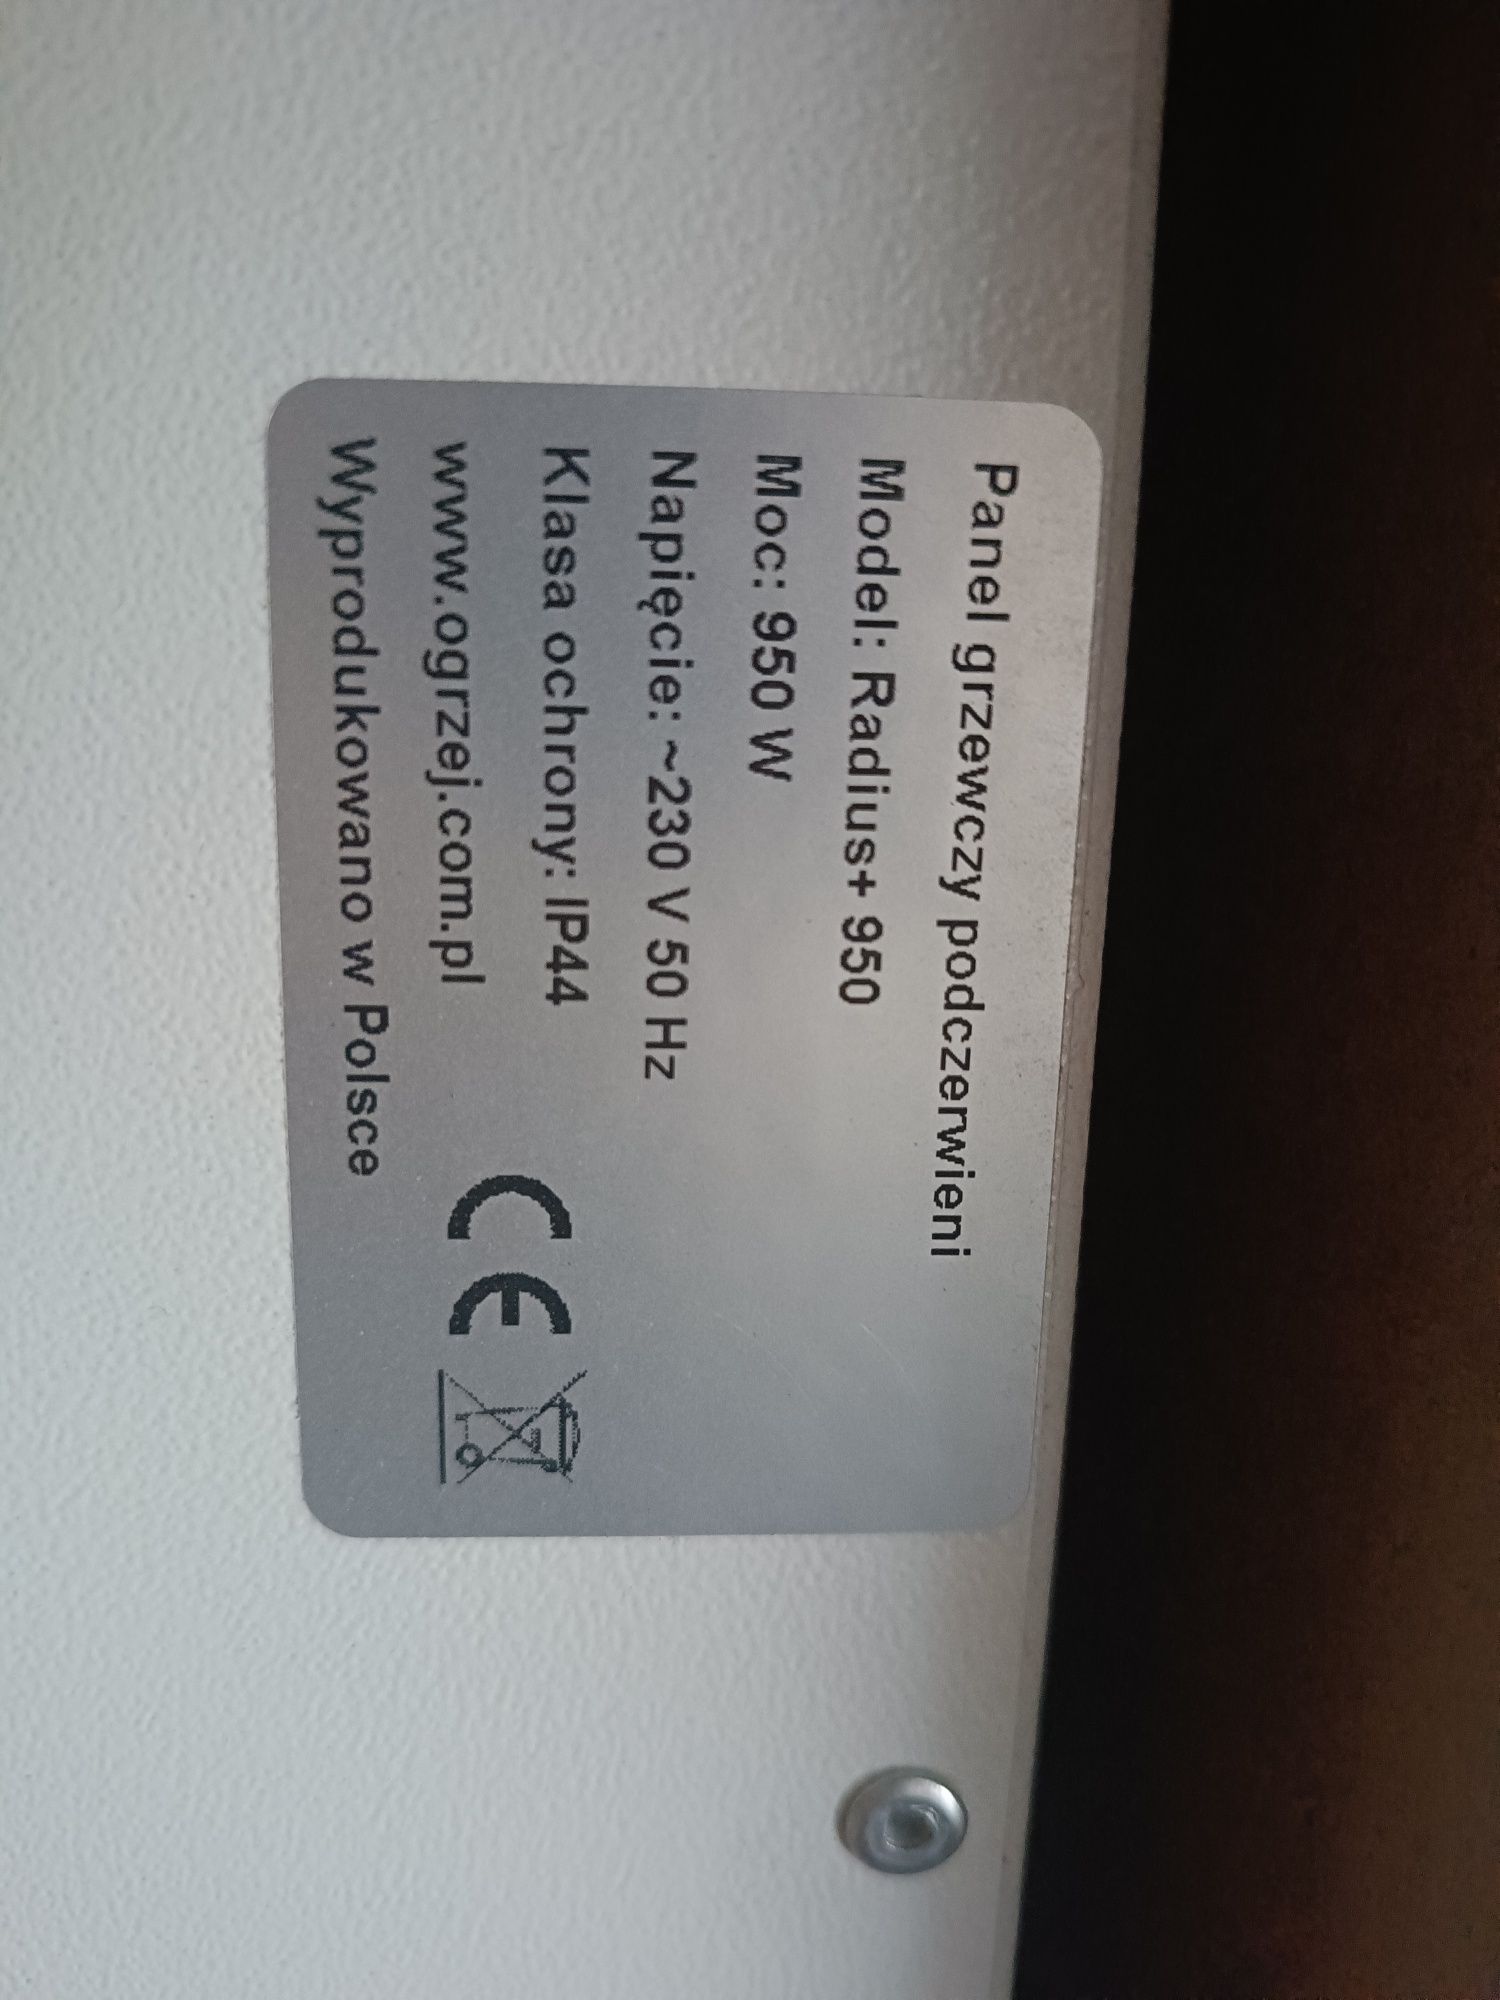 Panel grzewczy podczerwieni
Model: Radius+ 950
Moc: 950 W
Napięcie: ~230 V 50 Hz
Klasa ochrony: IP44
www.ogrzej.com.pl
Wyprodukowano w Polsce
CE